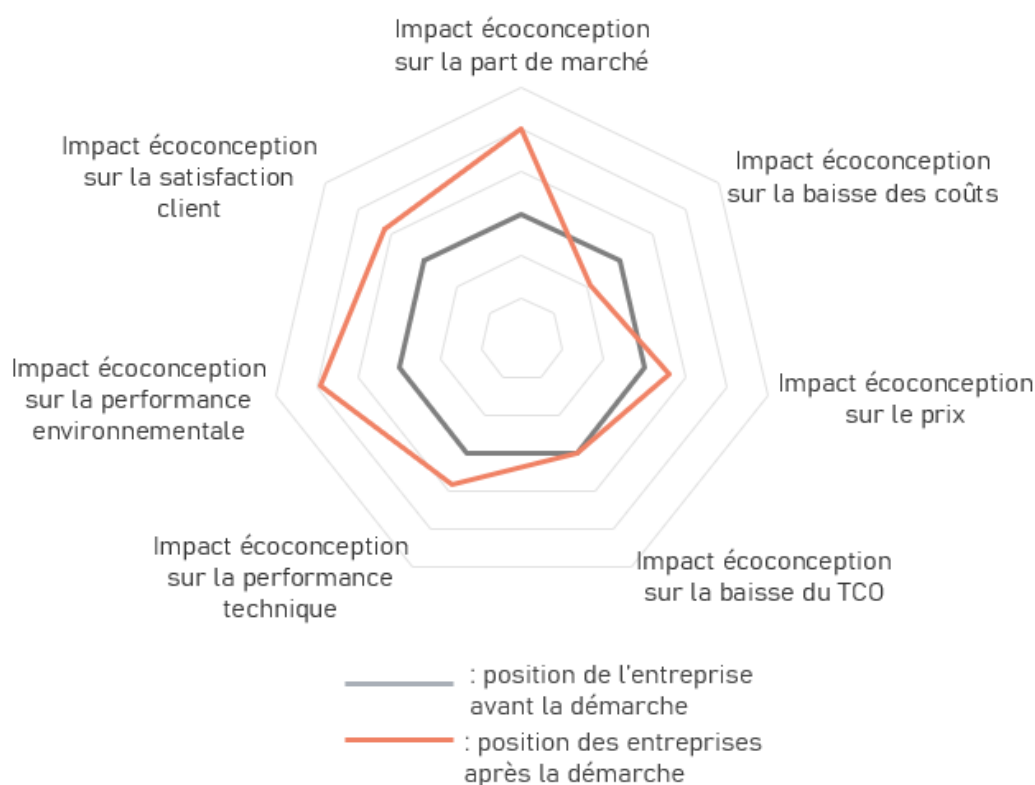 Impact écoconception
sur la part de marché
Impact écoconception
sur la satisfaction
client
Impact écoconception
sur la baisse des coûts
Impact écoconception
sur la performance
environnementale
Impact écoconception
sur le prix
Impact écoconception
sur la performance
technique
Impact écoconception
sur la baisse du TCO
: position de l'entreprise
avant la démarche
: position des entreprises
après la démarche